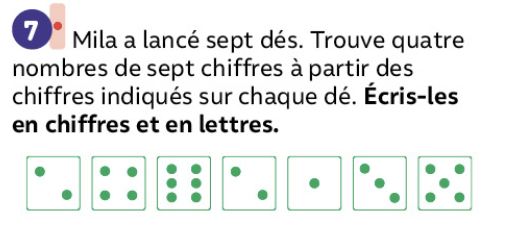 7
Mila a lancé sept dés. Trouve quatre
nombres de sept chiffres à partir des
chiffres indiqués sur chaque dé. Écris-les
en chiffres et en lettres.